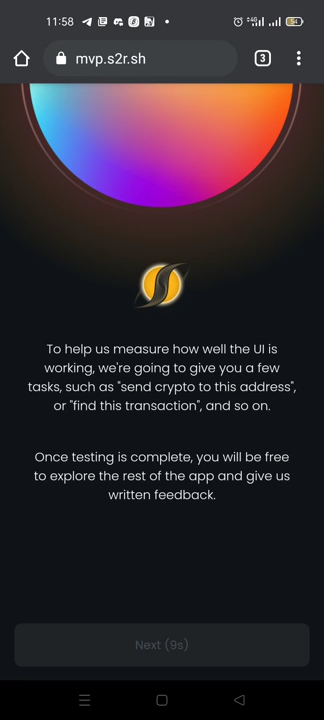 11:58
4G
54
mvp.s2r.sh
3
To help us measure how well the UI is
working, we're going to give you a few
tasks, such as "send crypto to this address",
or "find this transaction", and so on.
Once testing is complete, you will be free
to explore the rest of the app and give us
written feedback.
Next (9s)